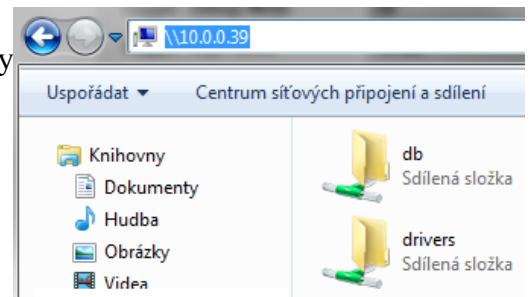 \\10.0.0.39
y
Uspořádat
Centrum síťových připojení a sdílení
Knihovny
Dokumenty
Hudba
Obrázky
Videa
db
Sdílená složka
drivers
Sdílená složka